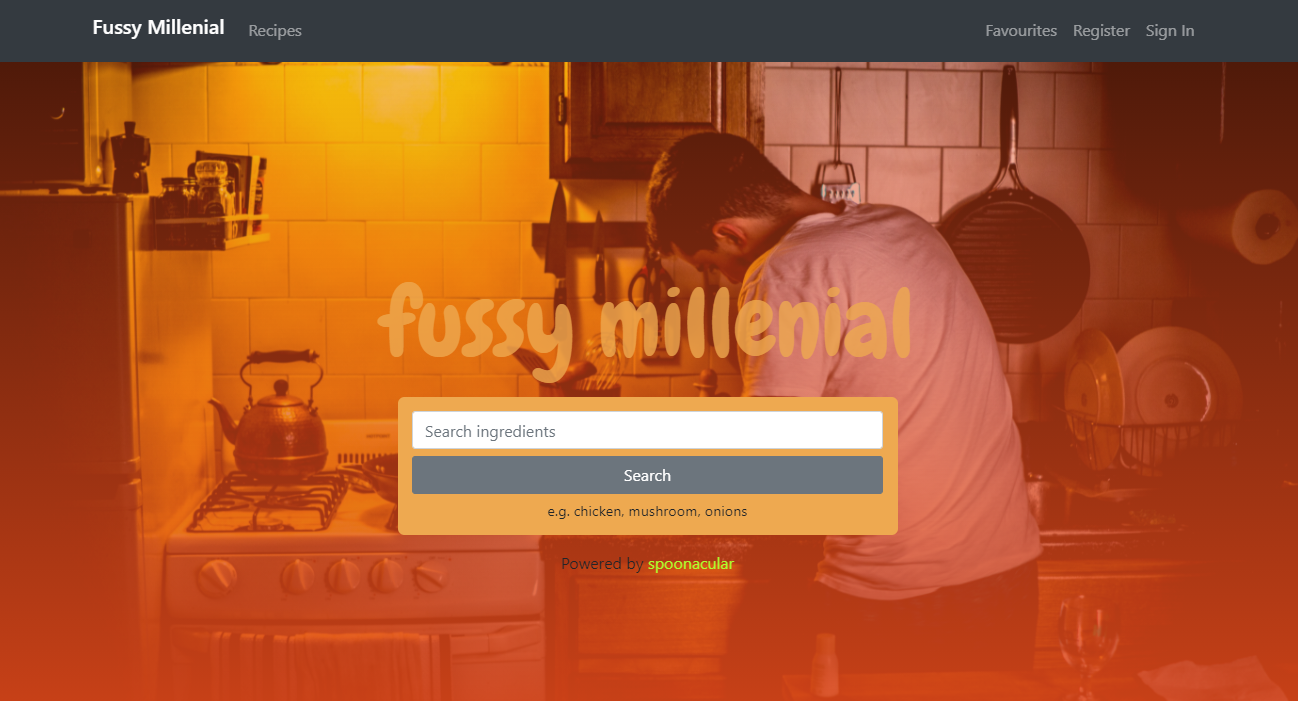 Fussy Millenial Recipes Favourites Register Sign In
fussy millenial
Search ingredients
Search
e.g. chicken, mushroom, onions
Powered by spoonacular